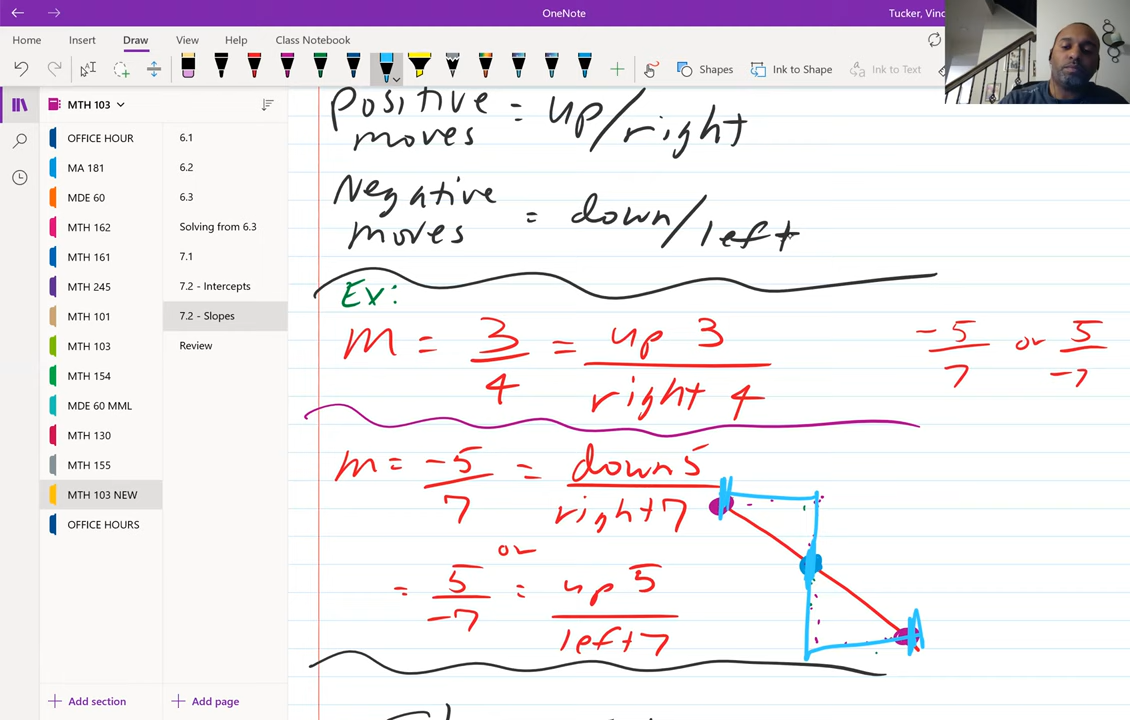 OneNote
Tucker, Vinc
Home Insert Draw View Help Class Notebook
Shapes Ink to Shape Ink to Text
MTH 103
OFFICE HOUR
MA 181
MDE 60
MTH 162
MTH 161
MTH 245
MTH 101
MTH 103
MTH 154
MDE 60 MML
MTH 130
MTH 155
MTH 103 NEW
OFFICE HOURS
Add section
6.1
6.2
6.3
Solving from 6.3
7.1
7.2 - Intercepts
7.2 - Slopes
Review
Add page
Positive moves = up/right
Negative moves = down/left
Ex:
m = 3/4 = up 3/right 4
-5/7 or 5/-7
m = -5/7 = down 5/right 7
or
= 5/-7 = up 5/left 7